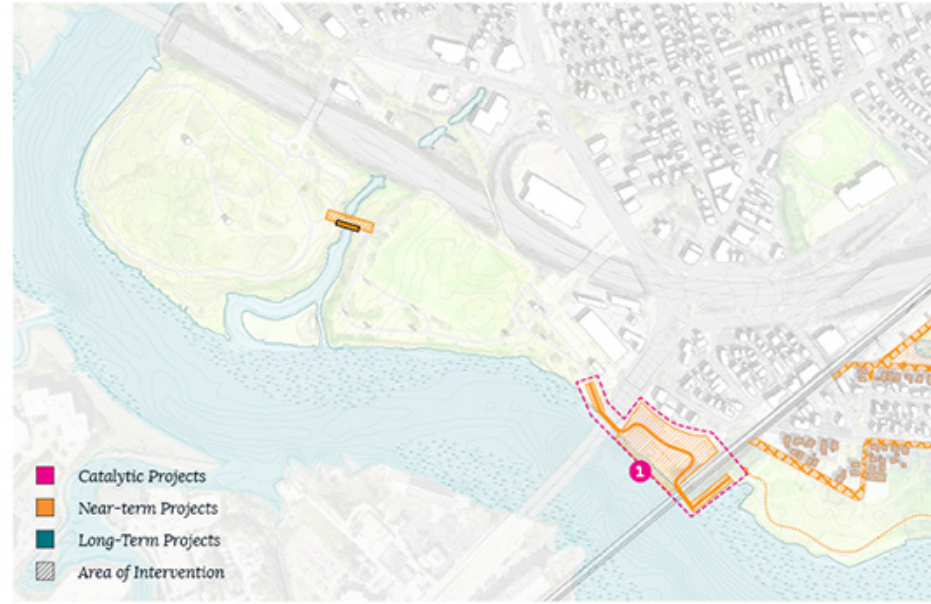 1
Catalytic Projects
Near-term Projects
Long-Term Projects
Area of Intervention